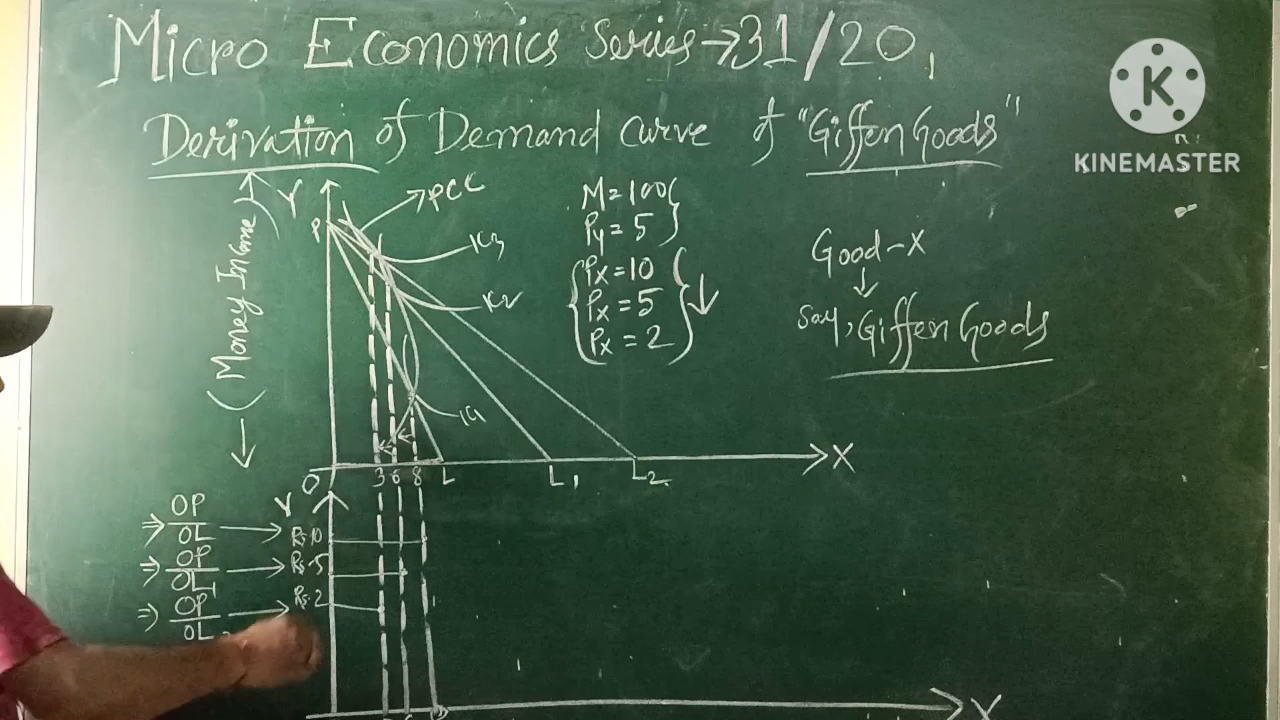 Micro Economics Series→31/20,
Derivation of Demand Curve of "Giffen Goods"
KINEMASTER
(Money Income)
Y
P
PCC
IC3
IC2
IC1
M=100
Py=5
Px=10
Px=5
Px=2
Good-X
Say, Giffen Goods
O 3 6 8 L L1 L2 X
Y
⇒ OP/OL → Rs.10
⇒ OP/OL1 → Rs.5
⇒ OP/OL → Rs.2
X